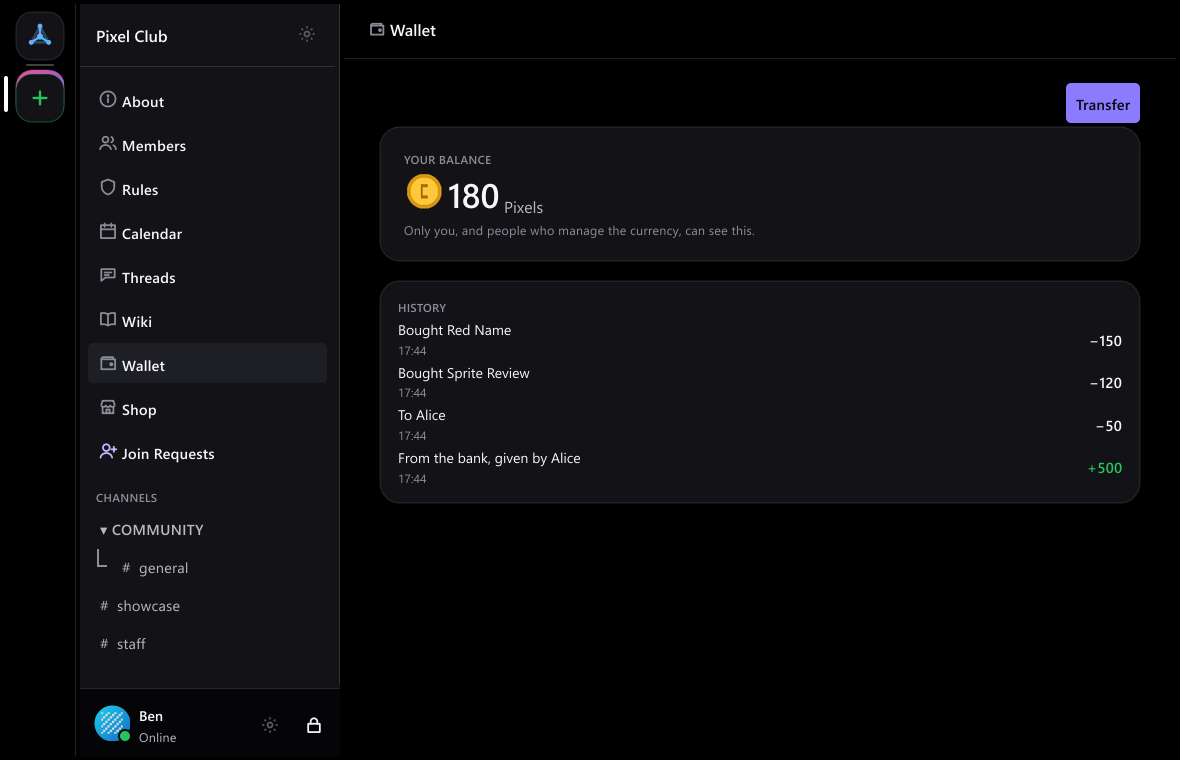 Pixel Club
About
Members
Rules
Calendar
Threads
Wiki
Wallet
Shop
Join Requests
CHANNELS
▾ COMMUNITY
# general
# showcase
# staff
Ben
Online
Wallet
Transfer
YOUR BALANCE
180 Pixels
Only you, and people who manage the currency, can see this.
HISTORY
Bought Red Name
17:44
−150
Bought Sprite Review
17:44
−120
To Alice
17:44
−50
From the bank, given by Alice
17:44
+500